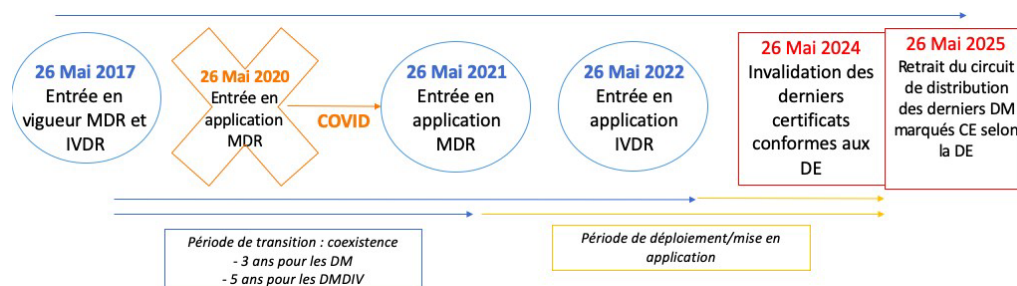 26 Mai 2017
Entrée en
vigueur MDR et
IVDR
26 Mai 2020
Entrée en
application
MDR
COVID
26 Mai 2021
Entrée en
application
MDR
26 Mai 2022
Entrée en
application
IVDR
26 Mai 2024
Invalidation des
derniers
certificats
conformes aux
DE
26 Mai 2025
Retrait du circuit
de distribution
des derniers DM
marqués CE selon
la DE
Période de transition : coexistence
- 3 ans pour les DM
- 5 ans pour les DMDIV
Période de déploiement/mise en
application